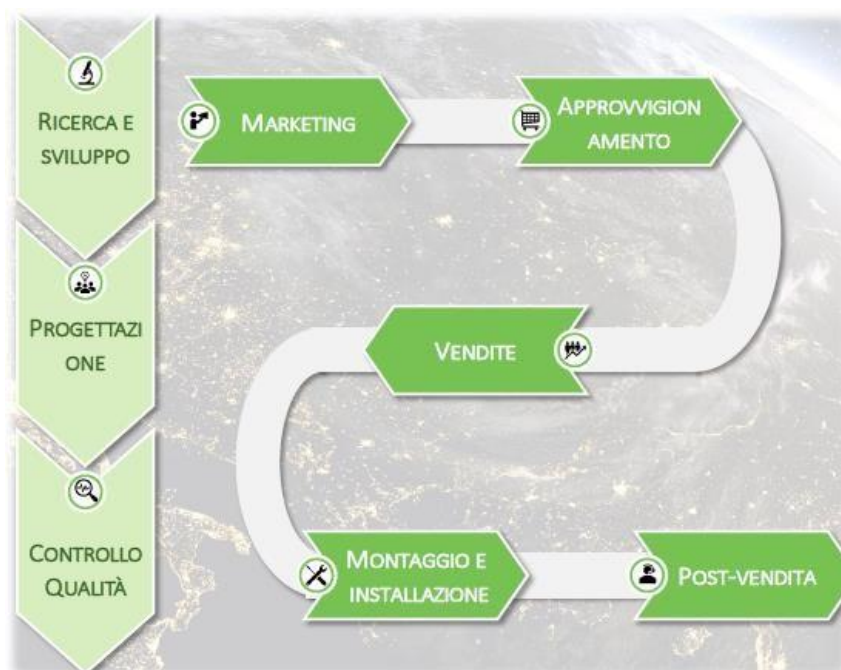 RICERCA E
SVILUPPO
MARKETING
APPROVVIGION
AMENTO
PROGETTAZI
ONE
VENDITE
CONTROLLO
QUALITÀ
MONTAGGIO E
INSTALLAZIONE
POST-VENDITA